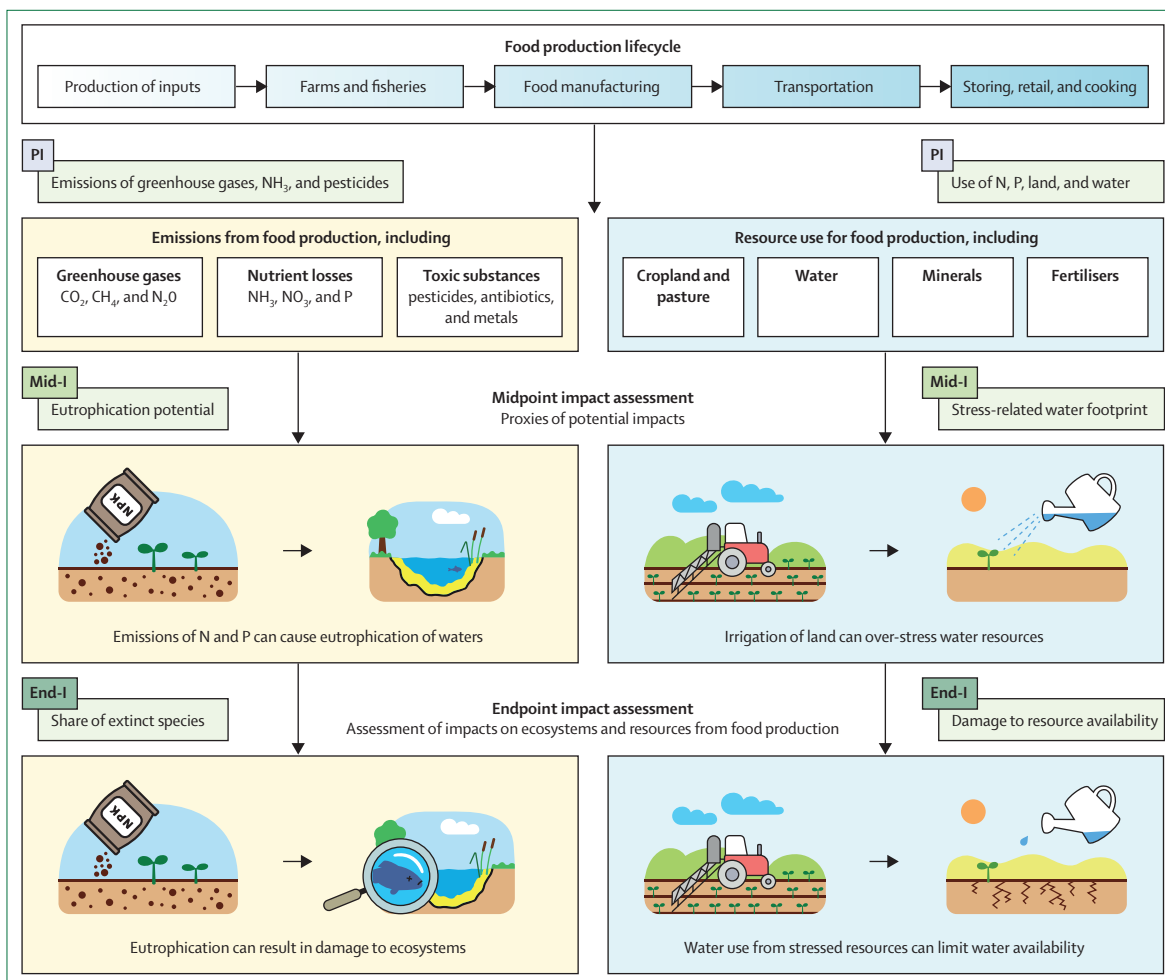 Food production lifecycle
Production of inputs
Farms and fisheries
Food manufacturing
Transportation
Storing, retail, and cooking
PI
Emissions of greenhouse gases, NH₃, and pesticides
PI
Use of N, P, land, and water
Emissions from food production, including
Greenhouse gases
CO₂, CH₄, and N₂0
Nutrient losses
NH₃, NO₃, and P
Toxic substances
pesticides, antibiotics,
and metals
Resource use for food production, including
Cropland and
pasture
Water
Minerals
Fertilisers
Mid-I
Eutrophication potential
Midpoint impact assessment
Proxies of potential impacts
Mid-I
Stress-related water footprint
NPK
Emissions of N and P can cause eutrophication of waters
Irrigation of land can over-stress water resources
End-I
Share of extinct species
Endpoint impact assessment
Assessment of impacts on ecosystems and resources from food production
End-I
Damage to resource availability
NPK
Eutrophication can result in damage to ecosystems
Water use from stressed resources can limit water availability